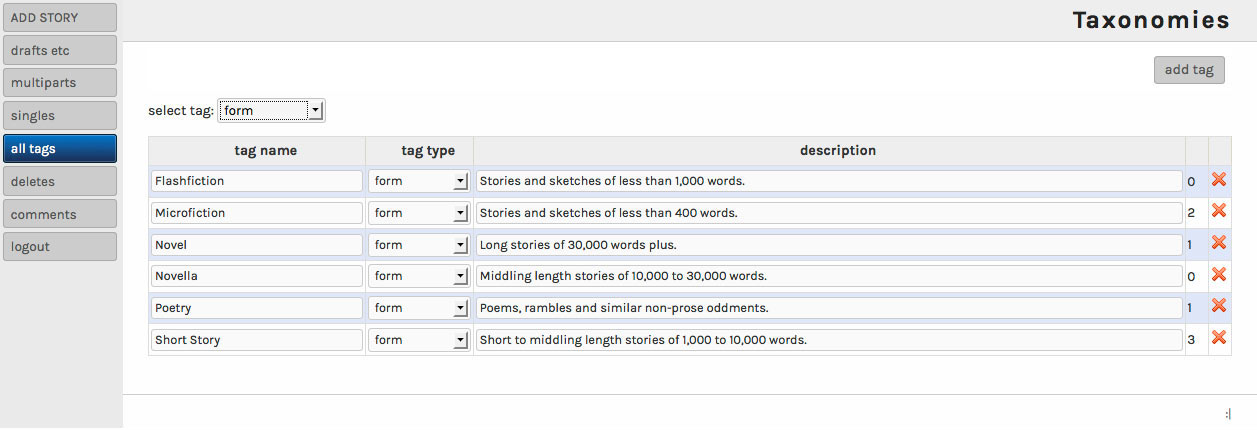 ADD STORY
drafts etc
multiparts
singles
all tags
deletes
comments
logout
Taxonomies
add tag
select tag: form
tag name tag type description
Flashfiction form Stories and sketches of less than 1,000 words. 0
Microfiction form Stories and sketches of less than 400 words. 2
Novel form Long stories of 30,000 words plus. 1
Novella form Middling length stories of 10,000 to 30,000 words. 0
Poetry form Poems, rambles and similar non-prose oddments. 1
Short Story form Short to middling length stories of 1,000 to 10,000 words. 3
:|